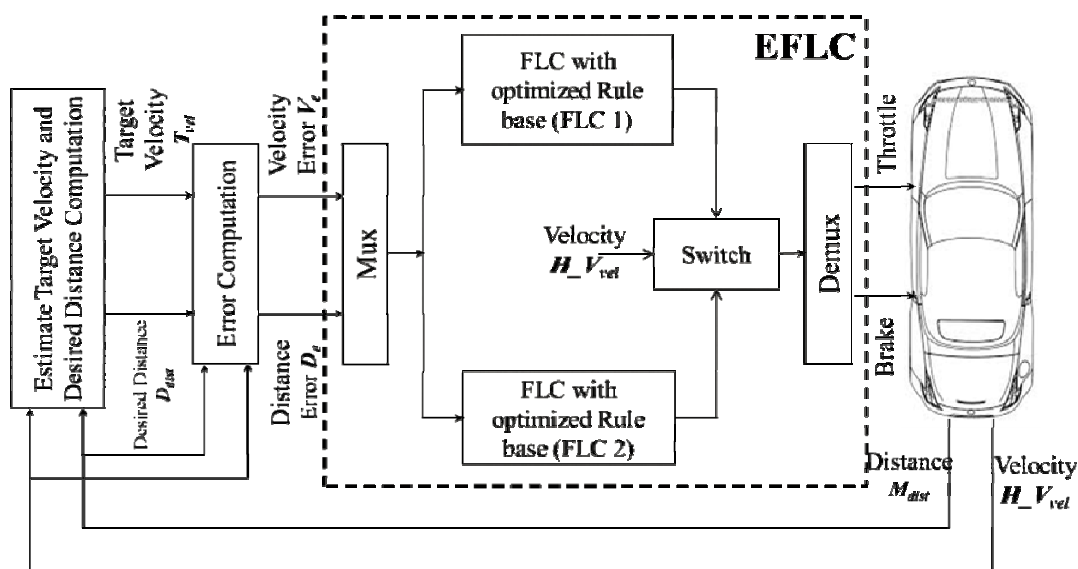 EFLC
Estimate Target Velocity and
Desired Distance Computation
Target
Velocity
T_vel
Desired Distance
D_dist
Error Computation
Velocity
Error V_e
Distance
Error D_e
Mux
FLC with
optimized Rule
base (FLC 1)
Velocity
H_V_vel
Switch
FLC with
optimized Rule
base (FLC 2)
Demux
Throttle
Brake
Distance
M_dist
Velocity
H_V_vel